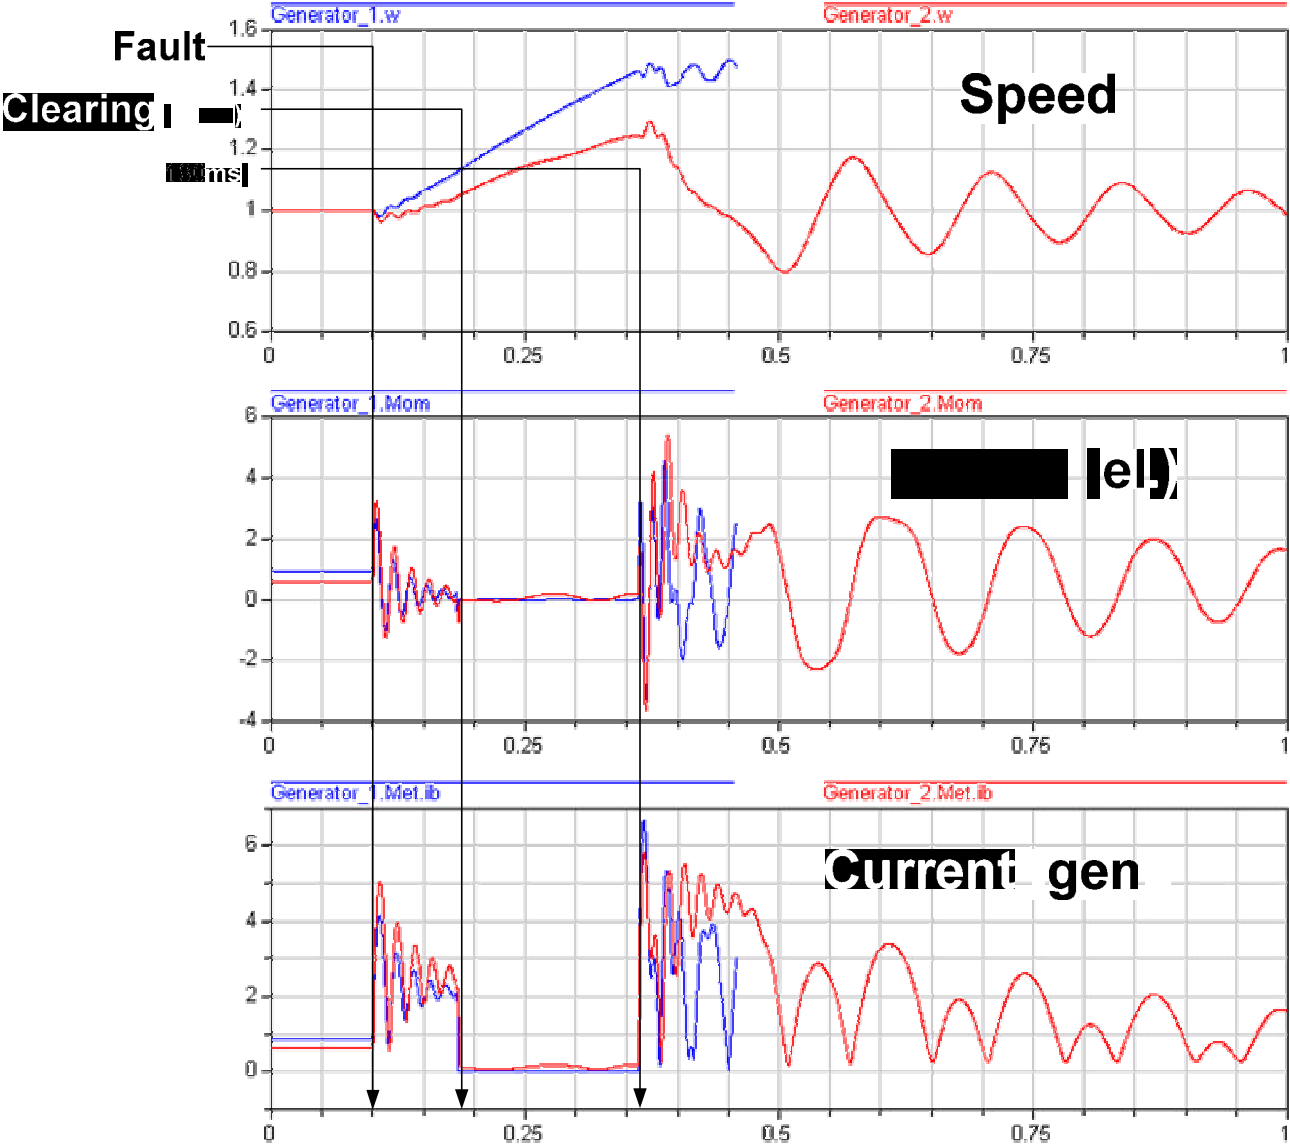 Generator_1.w Generator_2.w
1.6
Fault
1.4
Speed
Clearing
1.2
ms
1
0.8
0.6
0 0.25 0.5 0.75 1
Generator_1.Mom Generator_2.Mom
6
4
el.)
2
0
-2
-4
0 0.25 0.5 0.75 1
Generator_1.Met.ib Generator_2.Met.ib
6
Current gen
4
2
0
0 0.25 0.5 0.75 1